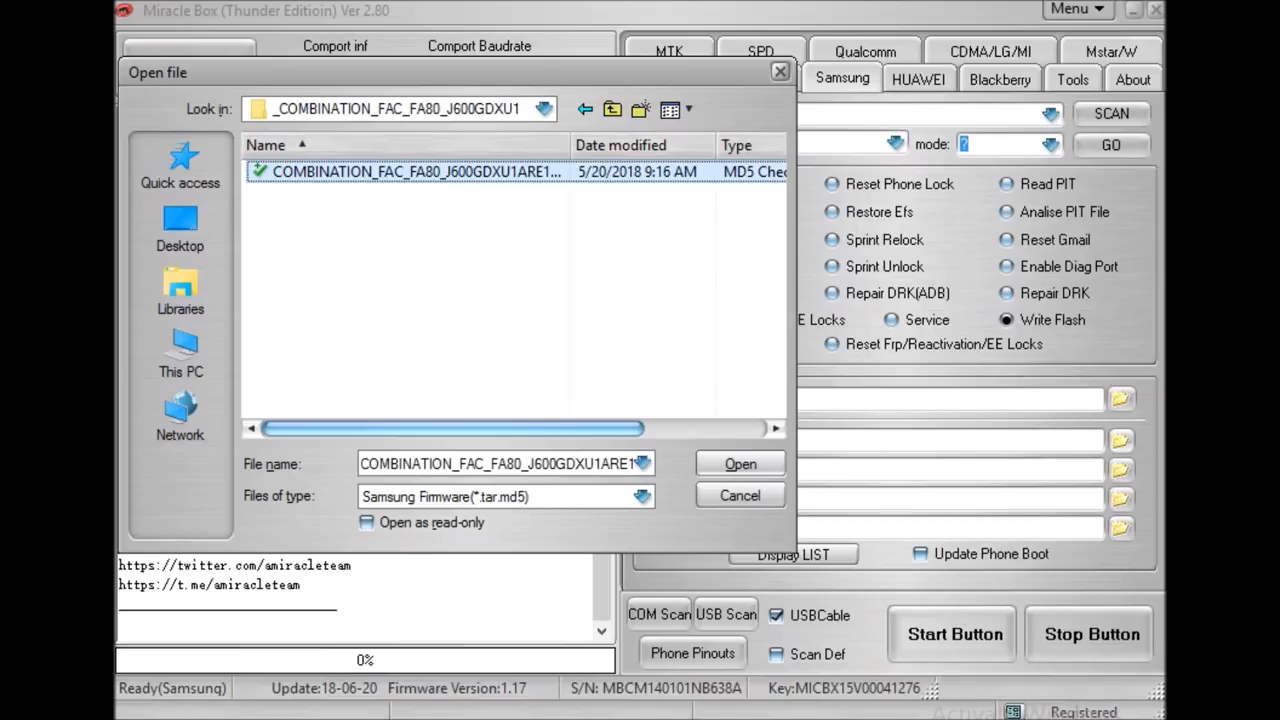 Miracle Box (Thunder Editioin) Ver 2.80
Menu
Comport inf
Comport Baudrate
MTK
SPD
Qualcomm
CDMA/LG/MI
Mstar/W
Samsung
HUAWEI
Blackberry
Tools
About
Open file
Look in:
_COMBINATION_FAC_FA80_J600GDXU1
SCAN
mode:
?
GO
Name
Date modified
Type
COMBINATION_FAC_FA80_J600GDXU1ARE1...
5/20/2018 9:16 AM
MD5 Chec
Quick access
Desktop
Libraries
This PC
Network
Reset Phone Lock
Read PIT
Restore Efs
Analise PIT File
Sprint Relock
Reset Gmail
Sprint Unlock
Enable Diag Port
Repair DRK(ADB)
Repair DRK
E Locks
Service
Write Flash
Reset Frp/Reactivation/EE Locks
File name:
COMBINATION_FAC_FA80_J600GDXU1ARE1
Open
Files of type:
Samsung Firmware(*.tar.md5)
Cancel
Open as read-only
Display LIST
Update Phone Boot
https://twitter.com/amiracleteam
https://t.me/amiracleteam
0%
COM Scan
USB Scan
USBCable
Phone Pinouts
Scan Def
Start Button
Stop Button
Ready(Samsung)
Update:18-06-20
Firmware Version:1.17
S/N: MBCM140101NB638A
Key:MICBX15V00041276
Registered